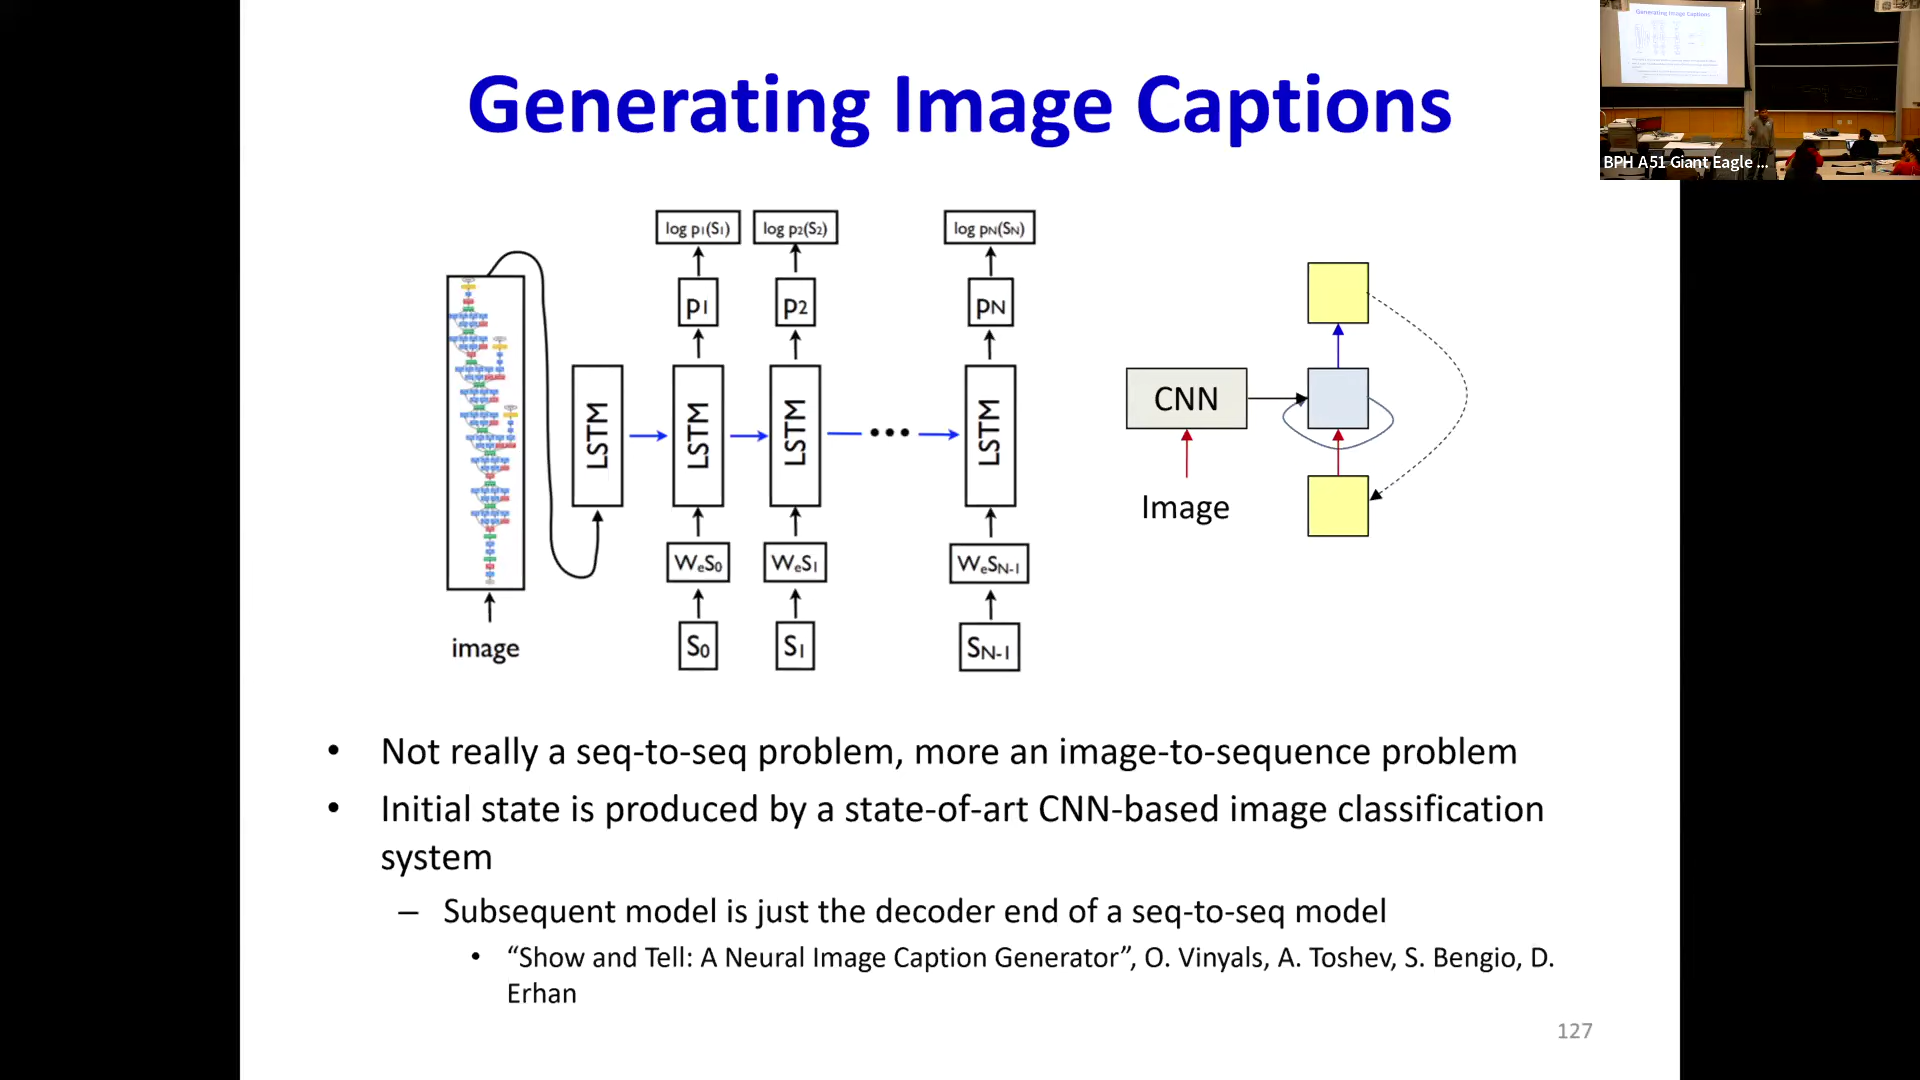 Generating Image Captions
BPH A51 Giant Eagle ...
log p1(S1) log p2(S2) log pN(SN)
p1 p2 pN
LSTM LSTM LSTM LSTM
WeS0 WeS1 WeSN-1
S0 S1 SN-1
image
CNN
Image
• Not really a seq-to-seq problem, more an image-to-sequence problem
• Initial state is produced by a state-of-art CNN-based image classification
system
– Subsequent model is just the decoder end of a seq-to-seq model
• “Show and Tell: A Neural Image Caption Generator”, O. Vinyals, A. Toshev, S. Bengio, D.
Erhan
127
Generating Image Captions